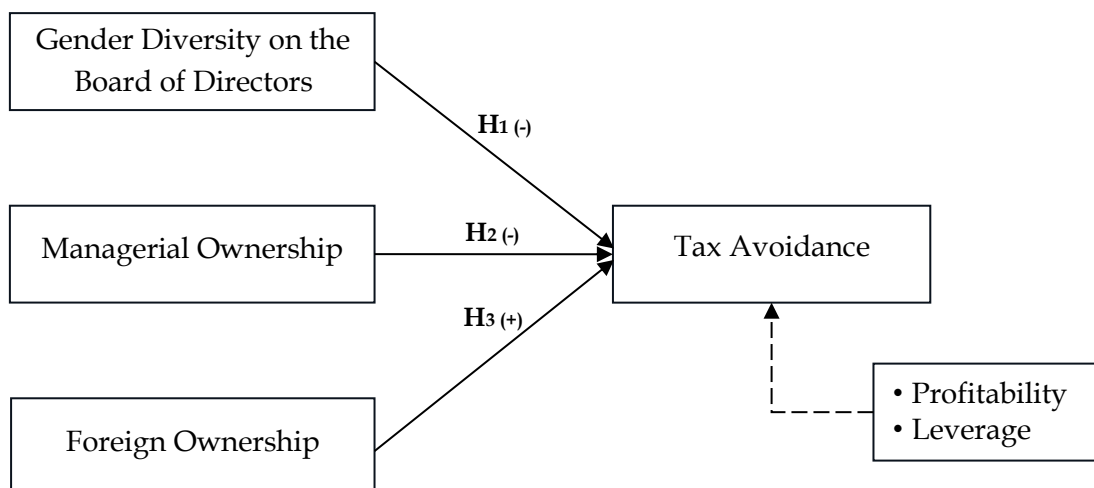 Gender Diversity on the
Board of Directors
H1 (-)
Managerial Ownership
H2 (-)
Tax Avoidance
H3 (+)
Foreign Ownership
• Profitability
• Leverage